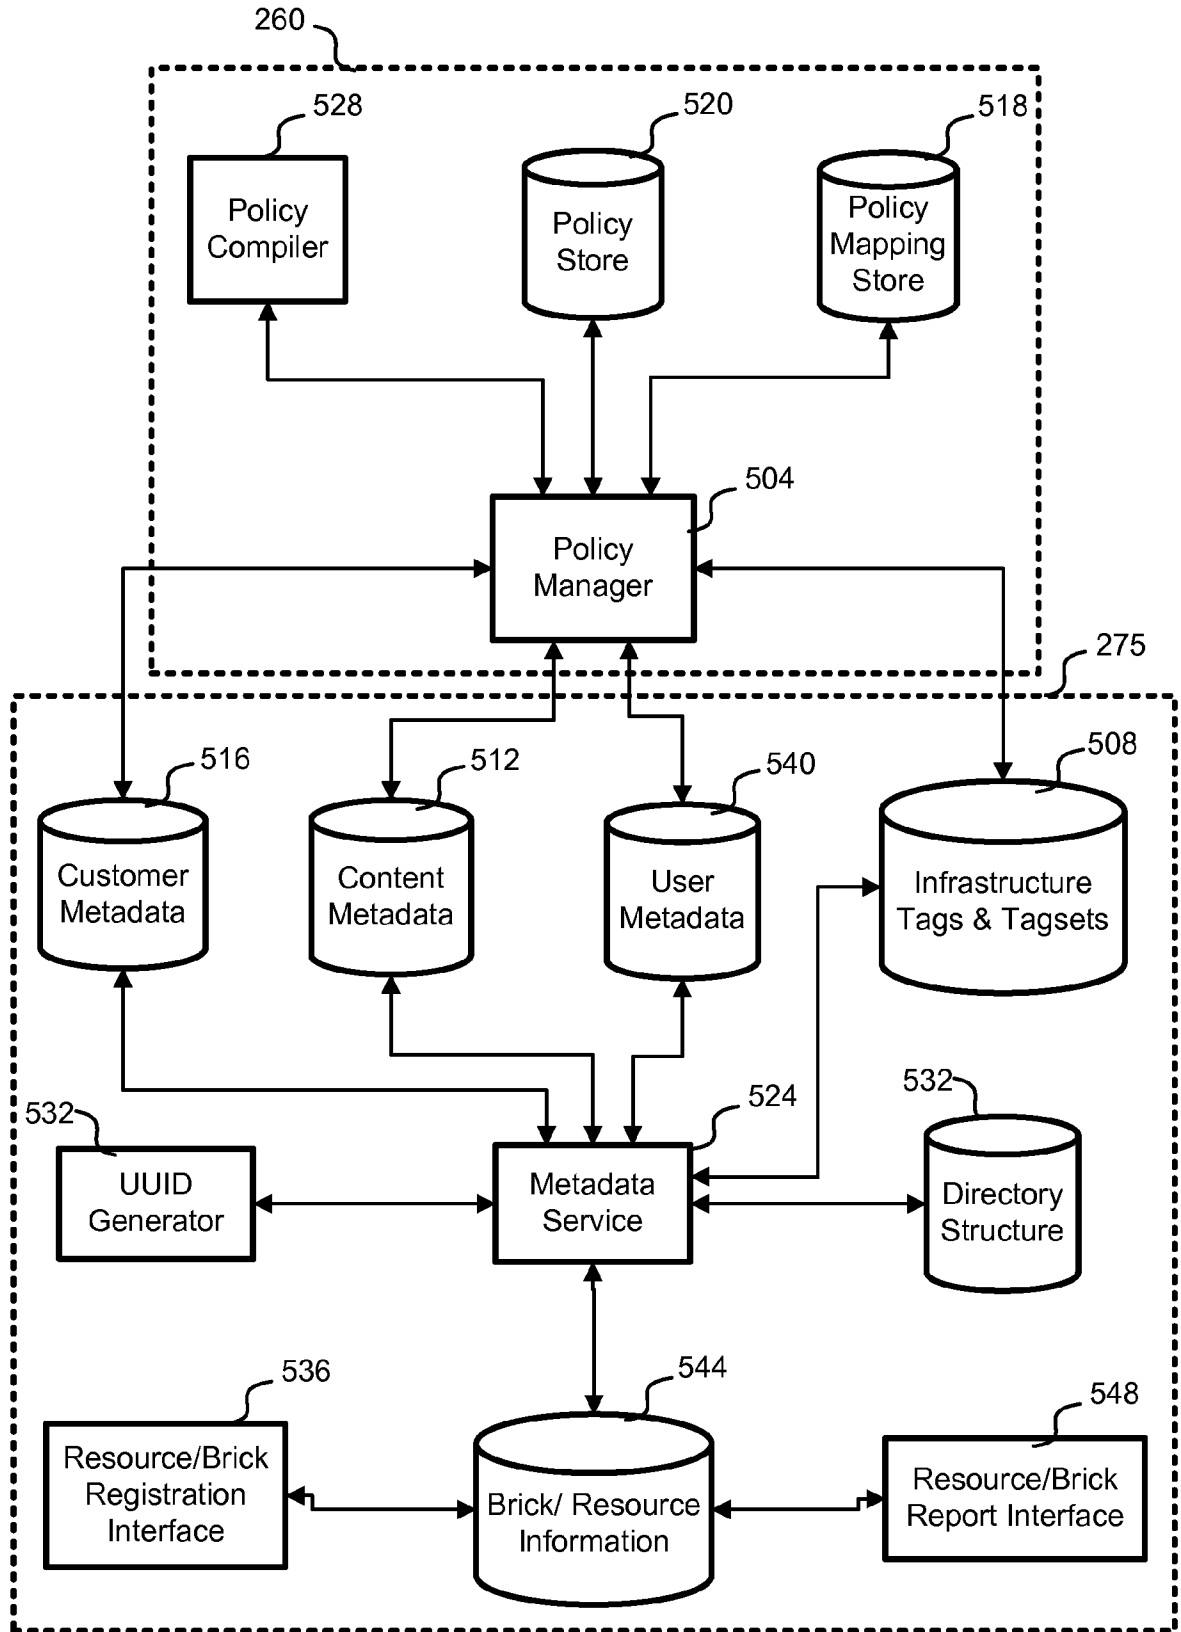 260
528
520
518
Policy
Compiler
Policy
Store
Policy
Mapping
Store
504
Policy
Manager
275
516
512
540
508
Customer
Metadata
Content
Metadata
User
Metadata
Infrastructure
Tags & Tagsets
532
524
532
UUID
Generator
Metadata
Service
Directory
Structure
536
544
548
Resource/Brick
Registration
Interface
Brick/ Resource
Information
Resource/Brick
Report Interface